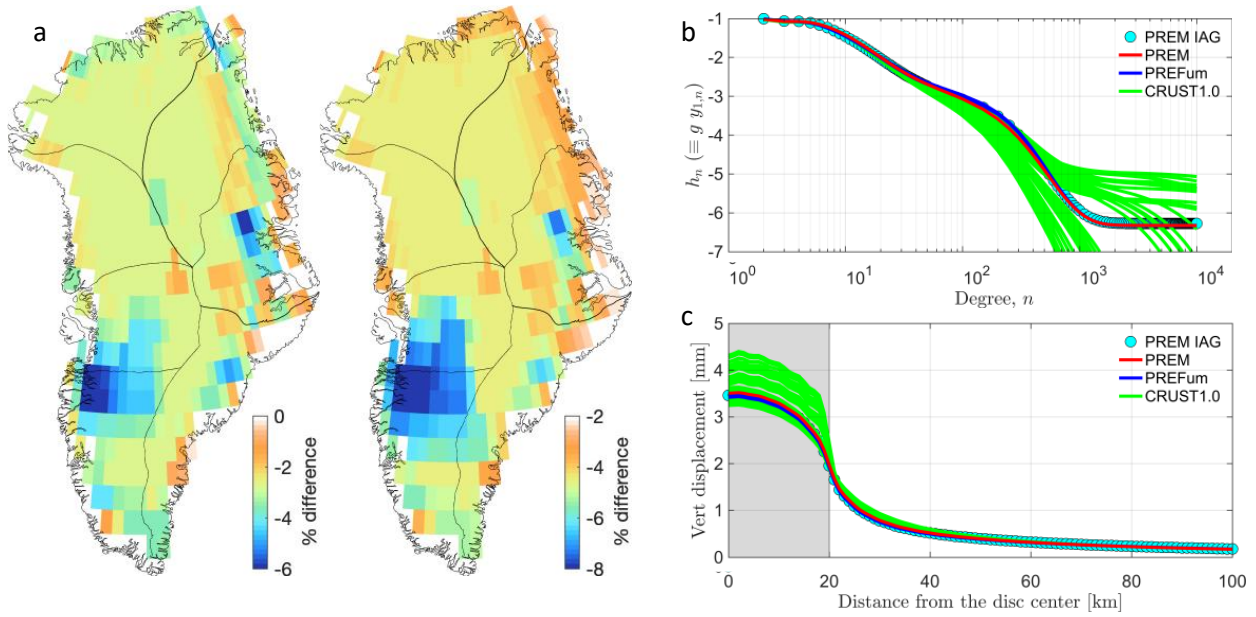 a
0
-2
-4
-6
% difference
-2
-4
-6
-8
% difference
b
-1
-2
-3
-4
-5
-6
-7
hₙ (≡ g y₁,ₙ)
PREM IAG
PREM
PREFum
CRUST1.0
10⁰
10¹
10²
10³
10⁴
Degree, n
c
5
4
3
2
1
0
Vert displacement [mm]
PREM IAG
PREM
PREFum
CRUST1.0
0
20
40
60
80
100
Distance from the disc center [km]